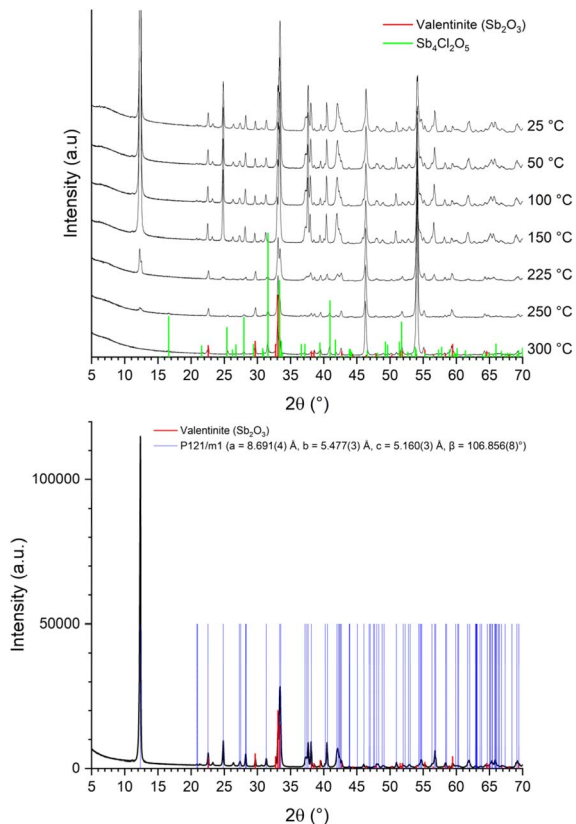 Valentinite (Sb₂O₃)
Sb₄Cl₂O₅
Intensity (a.u)
25 °C
50 °C
100 °C
150 °C
225 °C
250 °C
300 °C
5 10 15 20 25 30 35 40 45 50 55 60 65 70
2θ (°)
Valentinite (Sb₂O₃)
P121/m1 (a = 8.691(4) Å, b = 5.477(3) Å, c = 5.160(3) Å, β = 106.856(8)°)
Intensity (a.u.)
100000
50000
0
5 10 15 20 25 30 35 40 45 50 55 60 65 70
2θ (°)